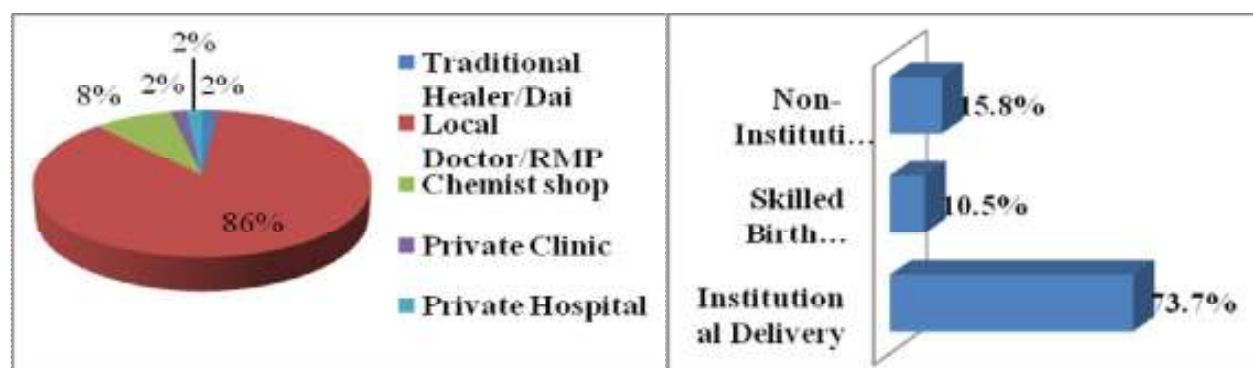 2%
8%
2%
2%
86%
Traditional
Healer/Dai
Local
Doctor/RMP
Chemist shop
Private Clinic
Private Hospital
Non-
Instituti...
15.8%
Skilled
Birth...
10.5%
Institution
al Delivery
73.7%